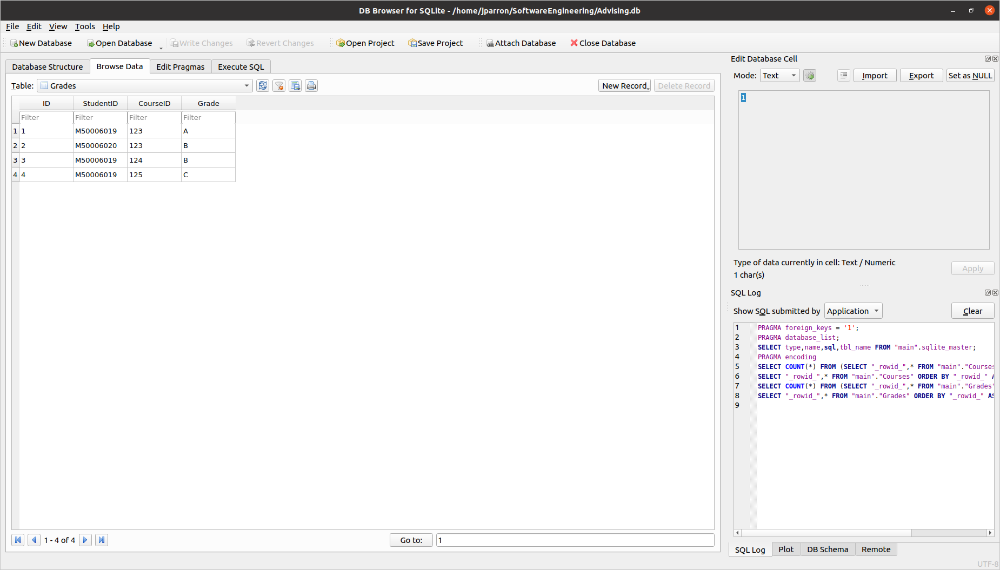 DB Browser for SQLite - /home/jparron/SoftwareEngineering/Advising.db
File Edit View Tools Help
New Database Open Database Write Changes Revert Changes Open Project Save Project Attach Database Close Database
Database Structure Browse Data Edit Pragmas Execute SQL
Table: Grades New Record Delete Record
ID StudentID CourseID Grade
Filter Filter Filter Filter
1 1 M50006019 123 A
2 2 M50006020 123 B
3 3 M50006019 124 B
4 4 M50006019 125 C
1 - 4 of 4 Go to: 1
Edit Database Cell
Mode: Text Import Export Set as NULL
1
Type of data currently in cell: Text / Numeric
1 char(s)
Apply
SQL Log
Show SQL submitted by Application Clear
1 PRAGMA foreign_keys = '1';
2 PRAGMA database_list;
3 SELECT type,name,sql,tbl_name FROM "main".sqlite_master;
4 PRAGMA encoding
5 SELECT COUNT(*) FROM (SELECT "_rowid_",* FROM "main"."Courses
6 SELECT "_rowid_",* FROM "main"."Courses" ORDER BY "_rowid_" A
7 SELECT COUNT(*) FROM (SELECT "_rowid_",* FROM "main"."Grades"
8 SELECT "_rowid_",* FROM "main"."Grades" ORDER BY "_rowid_" AS
9
SQL Log Plot DB Schema Remote
UTF-8